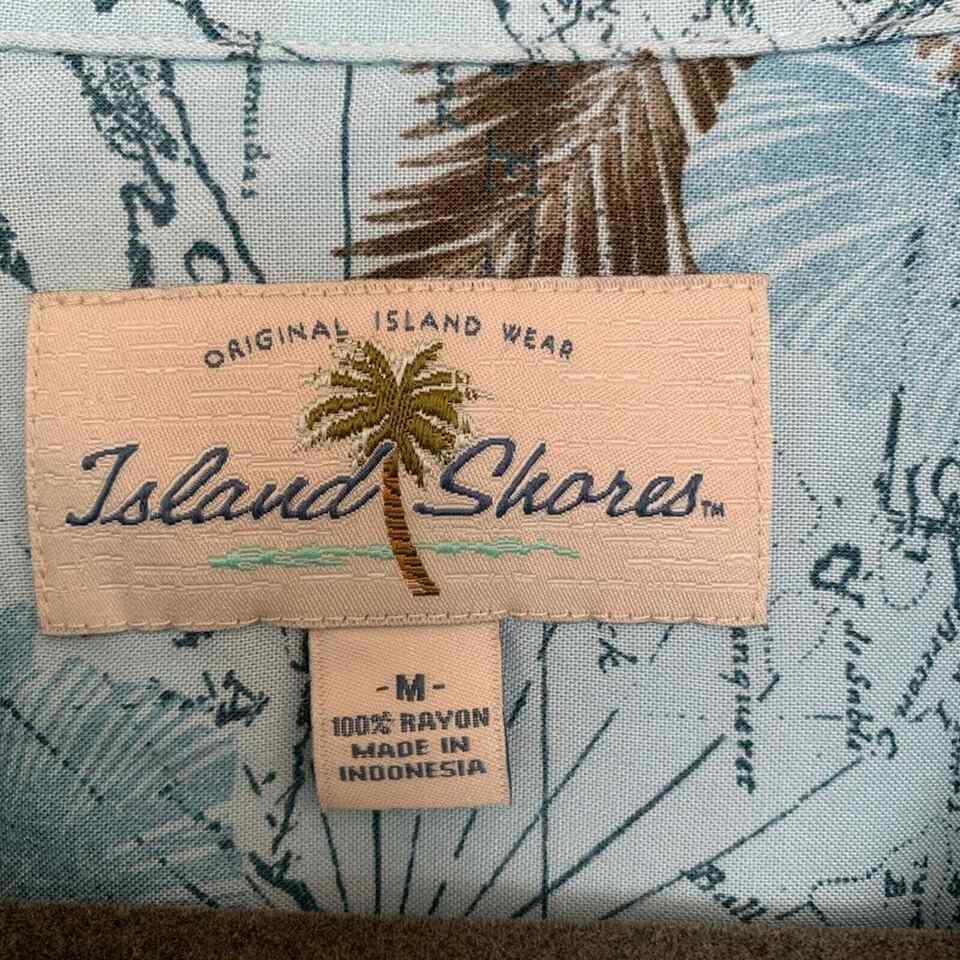 ORIGINAL ISLAND WEAR
Island Shores™
-M-
100% RAYON
MADE IN
INDONESIA